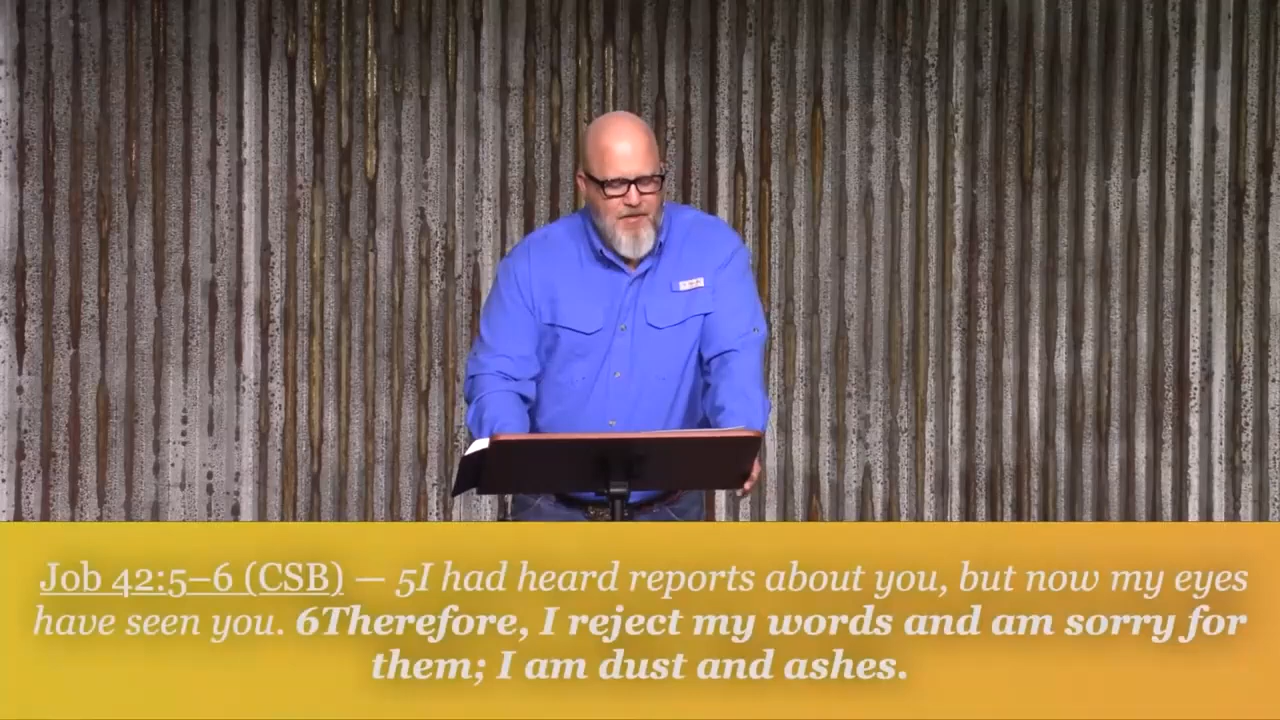 Job 42:5–6 (CSB) — 5I had heard reports about you, but now my eyes
have seen you. 6Therefore, I reject my words and am sorry for
them; I am dust and ashes.